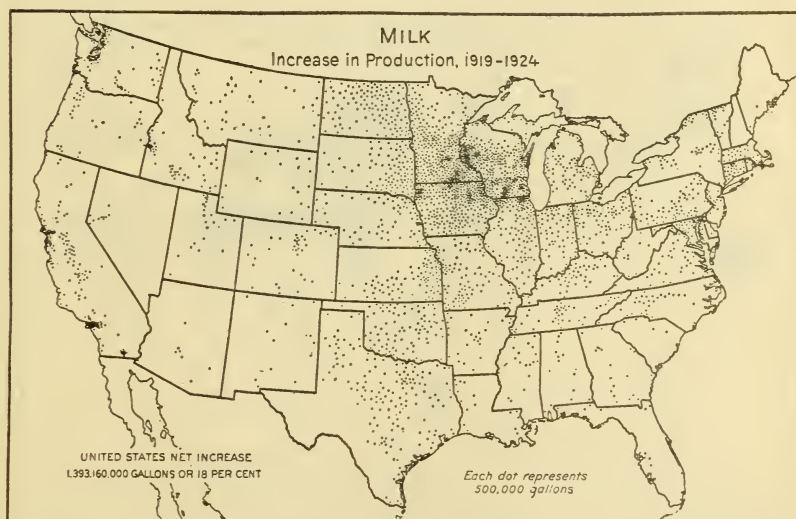 MILK
Increase in Production, 1919-1924
UNITED STATES NET INCREASE
1,393,160,000 GALLONS OR 18 PER CENT
Each dot represents
500,000 gallons